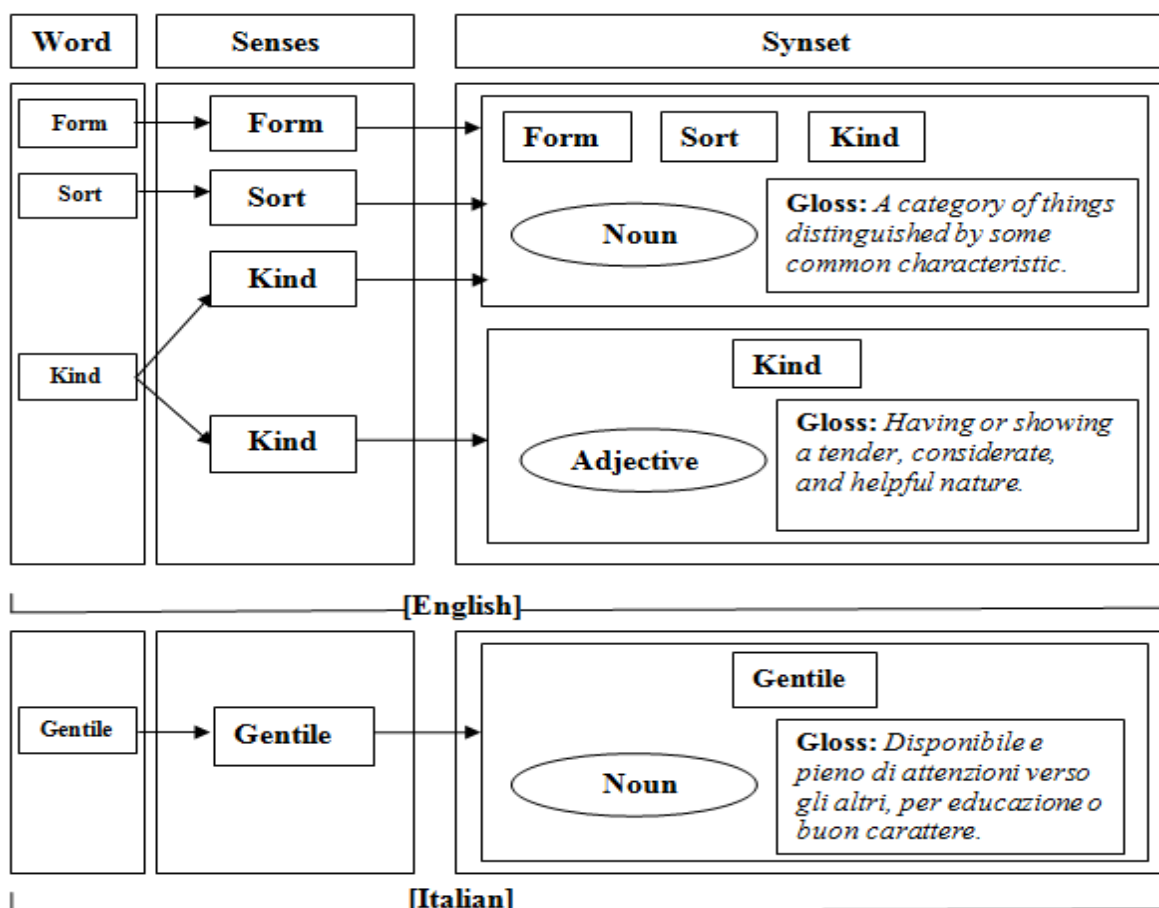 Word Senses Synset
Form Form Form Sort Kind
Sort Sort Noun
Gloss: A category of things
distinguished by some
common characteristic.
Kind
Kind Kind Kind
Adjective
Gloss: Having or showing
a tender, considerate,
and helpful nature.
[English]
Gentile Gentile Gentile
Noun
Gloss: Disponibile e
pieno di attenzioni verso
gli altri, per educazione o
buon carattere.
[Italian]